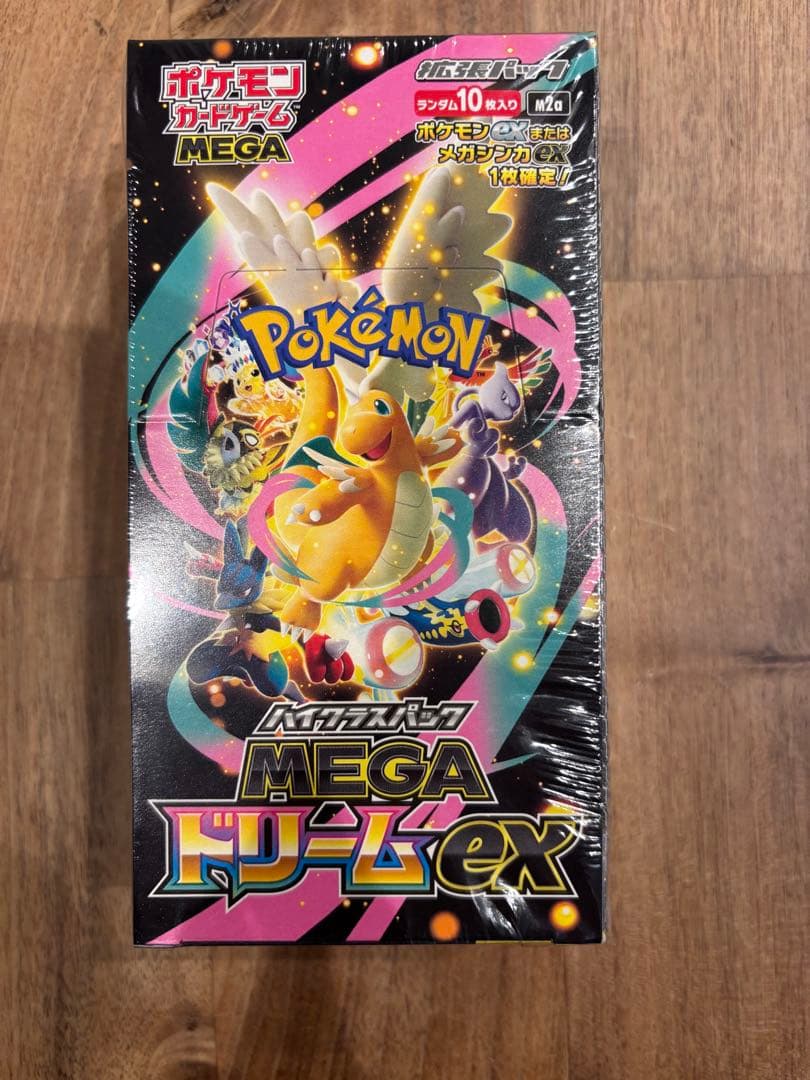 ポケモン
カードゲーム
MEGA
拡張パック
ランダム10枚入り M2a
ポケモンexまたは
メガシンカex
1枚確定!
POKéMON
ハイクラスパック
MEGA
ドリームex